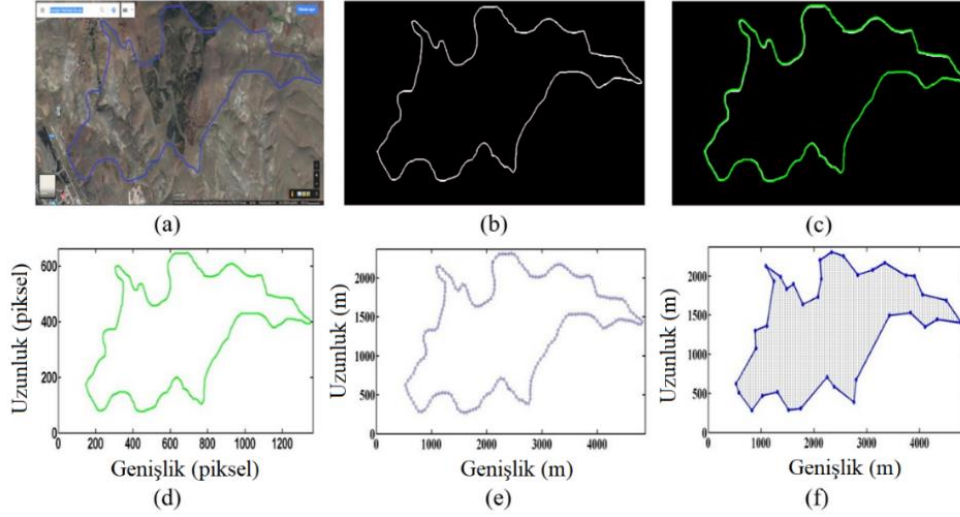 (a) (b) (c)
Uzunluk (piksel)
600
400
200
0
0 200 400 600 800 1000 1200
Genişlik (piksel)
(d)
Uzunluk (m)
2000
1500
1000
500
0
0 1000 2000 3000 4000
Genişlik (m)
(e)
Uzunluk (m)
2000
1500
1000
500
0
0 1000 2000 3000 4000
Genişlik (m)
(f)